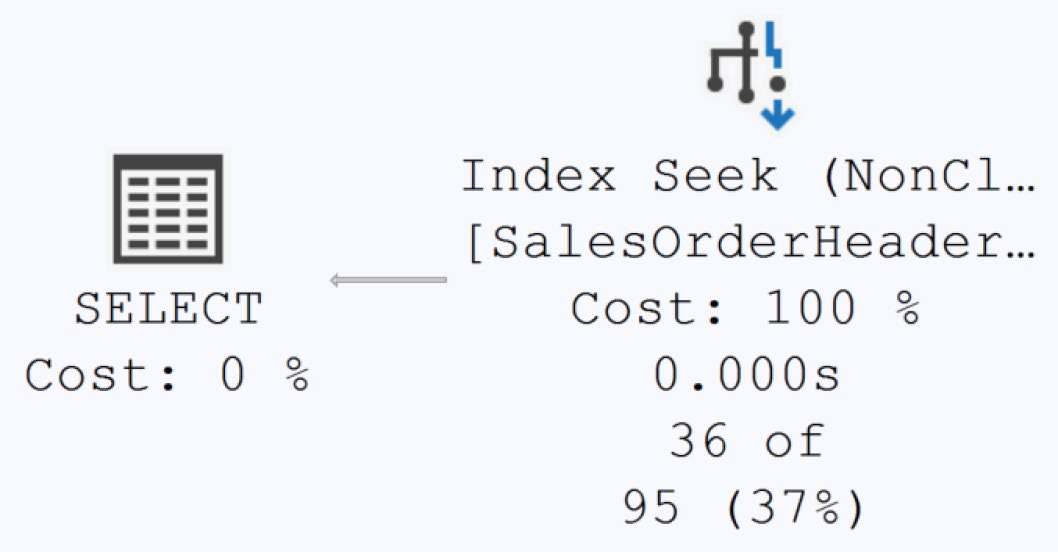 SELECT
Cost: 0 %
Index Seek (NonCl…
[SalesOrderHeader…
Cost: 100 %
0.000s
36 of
95 (37%)